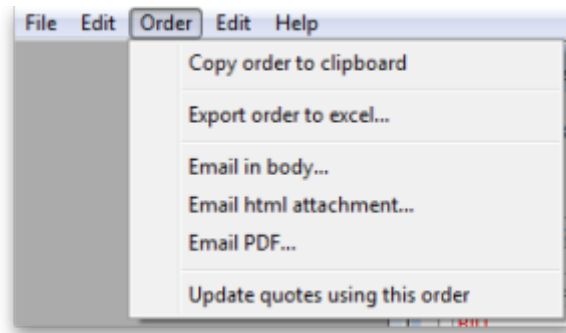 File Edit Order Edit Help
Copy order to clipboard
Export order to excel...
Email in body...
Email html attachment...
Email PDF...
Update quotes using this order